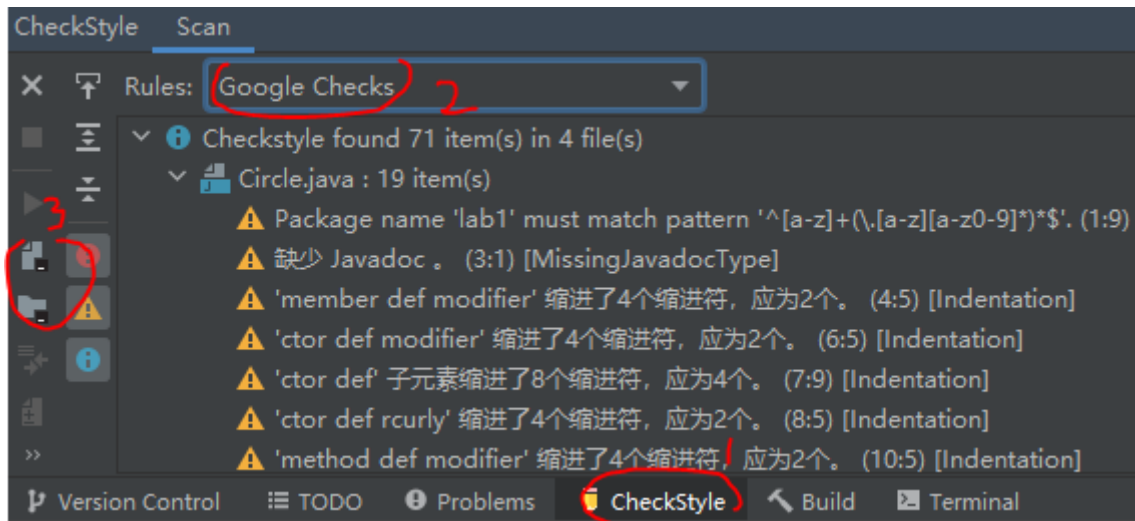 CheckStyle Scan
Rules: Google Checks 2
Checkstyle found 71 item(s) in 4 file(s)
Circle.java : 19 item(s)
3
Package name 'lab1' must match pattern '^[a-z]+(\.[a-z][a-z0-9]*)*$'. (1:9)
缺少 Javadoc 。 (3:1) [MissingJavadocType]
'member def modifier' 缩进了4个缩进符，应为2个。 (4:5) [Indentation]
'ctor def modifier' 缩进了4个缩进符，应为2个。 (6:5) [Indentation]
'ctor def' 子元素缩进了8个缩进符，应为4个。 (7:9) [Indentation]
'ctor def rcurly' 缩进了4个缩进符，应为2个。 (8:5) [Indentation]
'method def modifier' 缩进了4个缩进符，应为2个。 (10:5) [Indentation]
1
Version Control TODO Problems CheckStyle Build Terminal